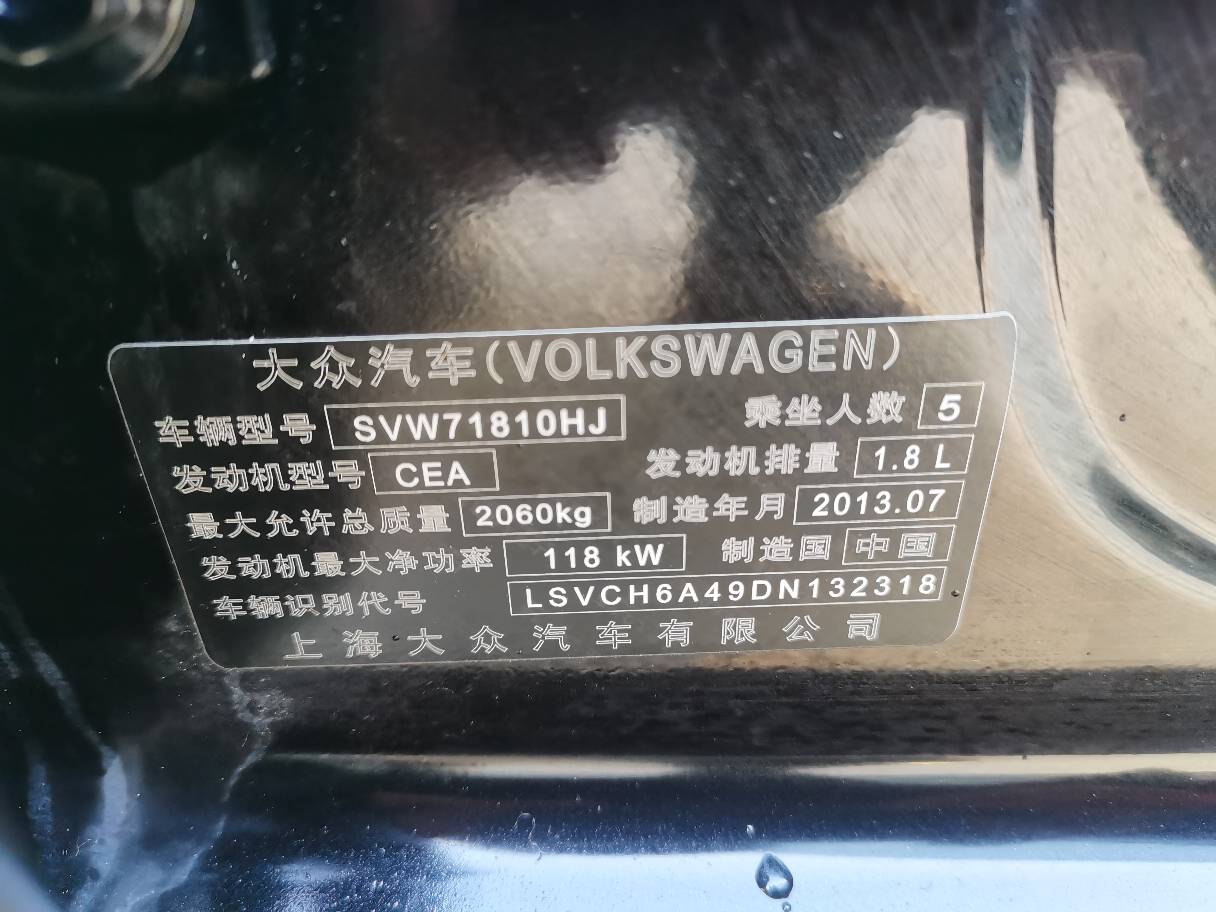 大众汽车(VOLKSWAGEN)
车辆型号 SVW71810HJ 乘坐人数 5
发动机型号 CEA 发动机排量 1.8 L
最大允许总质量 2060kg 制造年月 2013.07
发动机最大净功率 118 kW 制造国 中国
车辆识别代号 LSVCH6A49DN132318
上海大众汽车有限公司